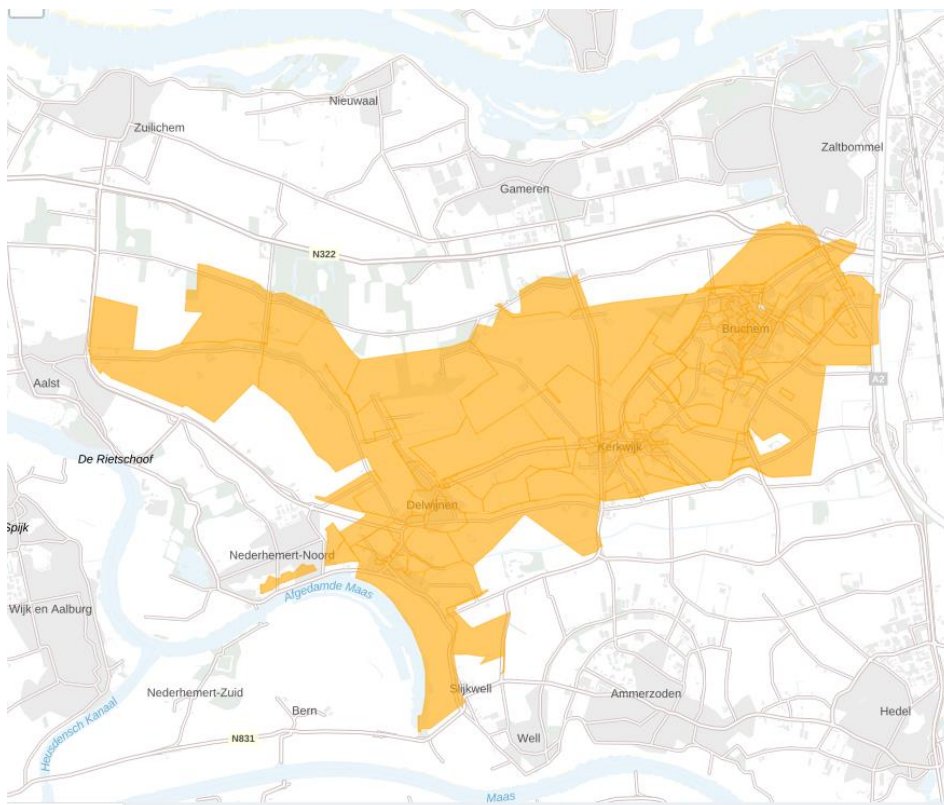 Nieuwaal
Zuilichem
Zaltbommel
Gameren
N322
Bruchem
A2
Aalst
Kerkwijk
De Rietschoof
Delwijnen
Spijk
Nederhemert-Noord
Afgedamde Maas
Wijk en Aalburg
Nederhemert-Zuid
Slijkwell
Ammerzoden
Bern
Hedel
Heusdensch Kanaal
N831
Well
Maas